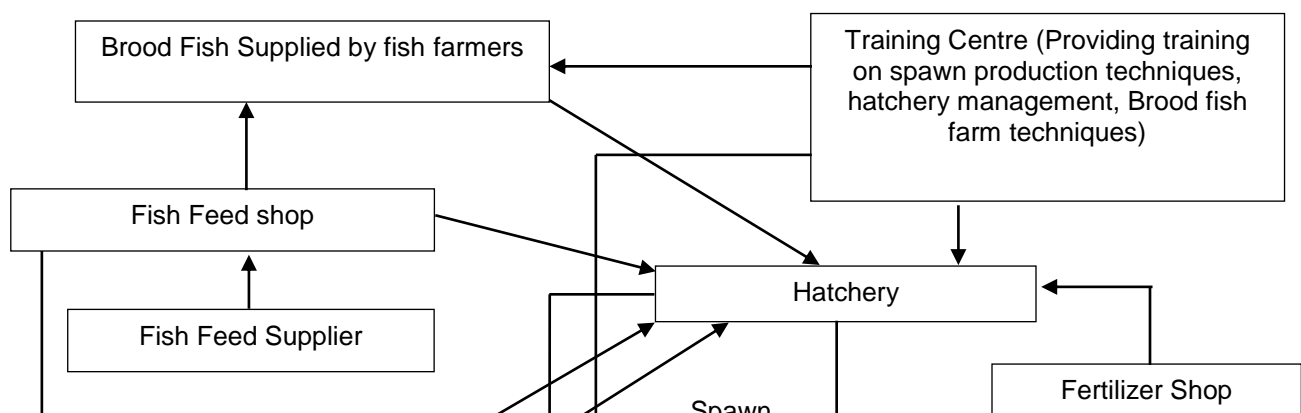 Brood Fish Supplied by fish farmers
Training Centre (Providing training
on spawn production techniques,
hatchery management, Brood fish
farm techniques)
Fish Feed shop
Hatchery
Fish Feed Supplier
Fertilizer Shop
Spawn